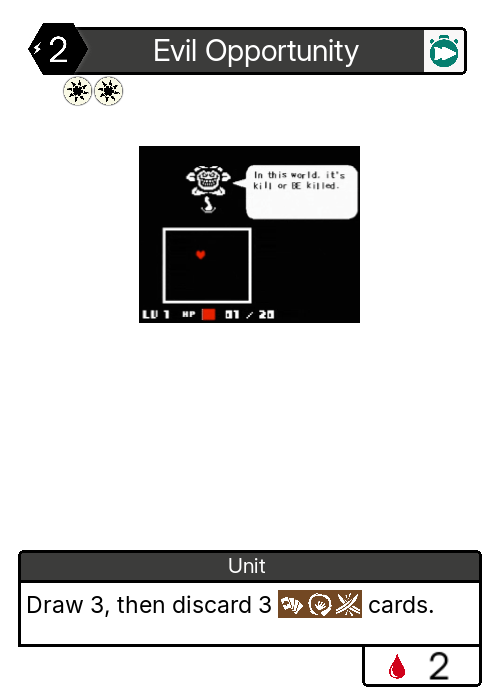 2 Evil Opportunity
In this world, it's
kill or BE killed.
LV 1 HP 01 / 20
Unit
Draw 3, then discard 3 cards.
2